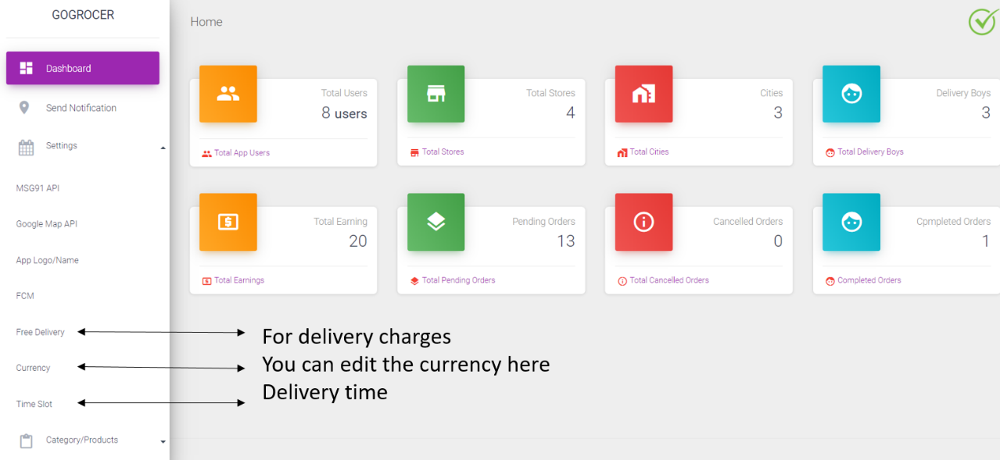 GOGROCER
Home
Dashboard
Send Notification
Settings
MSG91 API
Google Map API
App Logo/Name
FCM
Free Delivery
Currency
Time Slot
Category/Products
Total Users
8 users
Total App Users
Total Stores
4
Total Stores
Cities
3
Total Cities
Delivery Boys
3
Total Delivery Boys
Total Earning
20
Total Earnings
Pending Orders
13
Total Pending Orders
Cancelled Orders
0
Total Cancelled Orders
Cpmpleted Orders
1
Completed Orders
For delivery charges
You can edit the currency here
Delivery time